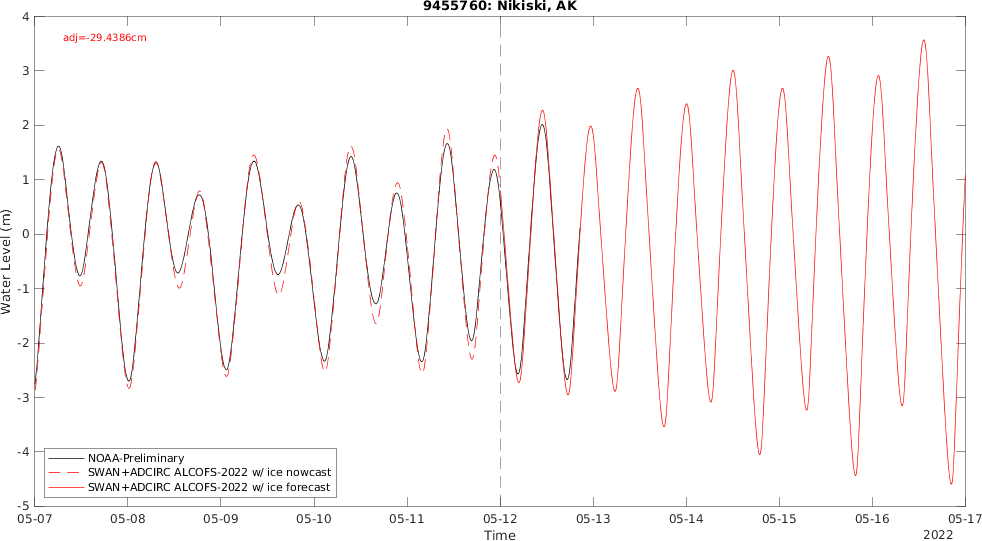 9455760: Nikiski, AK
adj=-29.4386cm
4
3
2
1
0
-1
-2
-3
-4
-5
Water Level (m)
NOAA-Preliminary
SWAN+ADCIRC ALCOFS-2022 w/ ice nowcast
SWAN+ADCIRC ALCOFS-2022 w/ ice forecast
05-07 05-08 05-09 05-10 05-11 05-12 05-13 05-14 05-15 05-16 05-17
Time
2022